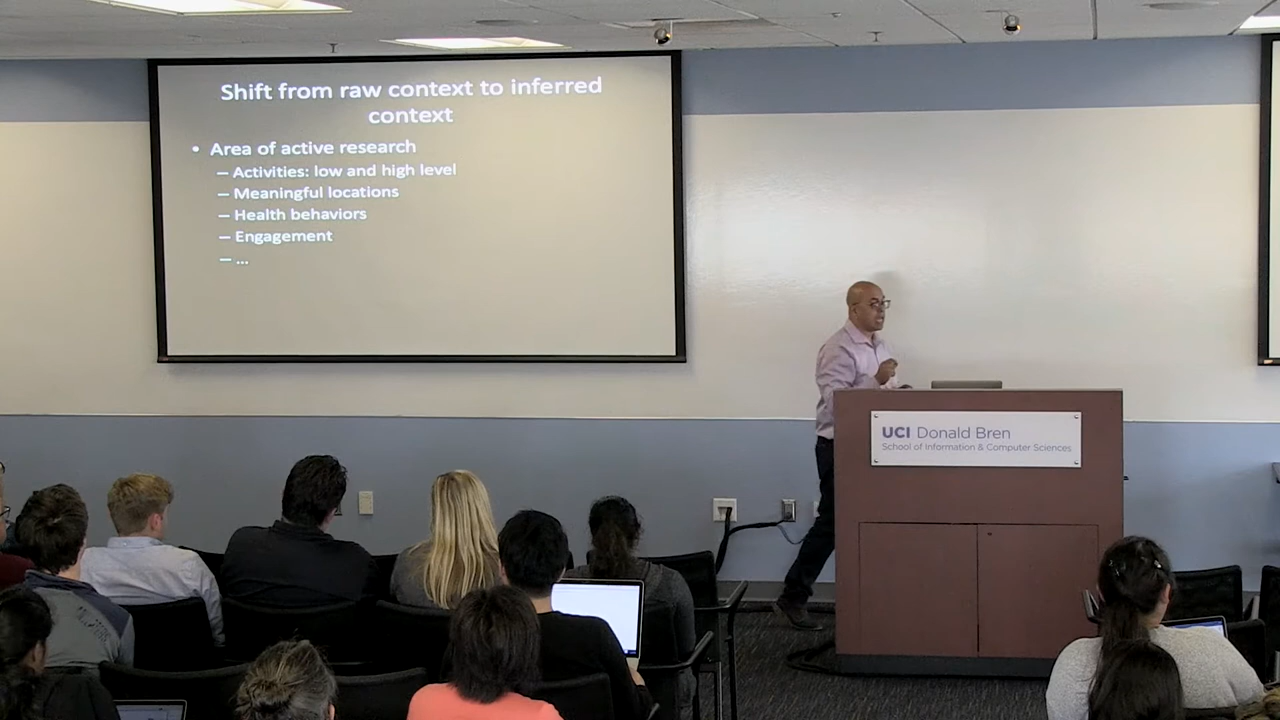 Shift from raw context to inferred
context
• Area of active research
– Activities: low and high level
– Meaningful locations
– Health behaviors
– Engagement
– ...
UCI Donald Bren
School of Information & Computer Sciences